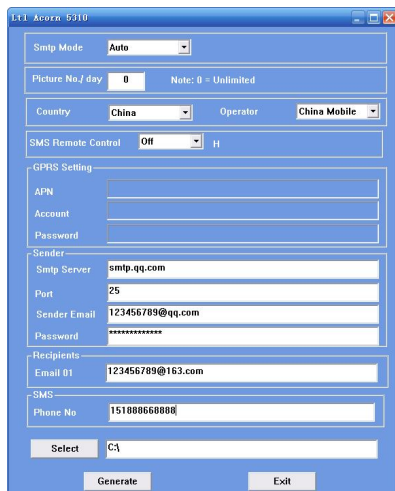 Ltl Acorn 5310
Smtp Mode Auto
Picture No./ day 0 Note: 0 = Unlimited
Country China Operator China Mobile
SMS Remote Control Off H
GPRS Setting
APN
Account
Password
Sender
Smtp Server smtp.qq.com
Port 25
Sender Email 123456789@qq.com
Password *************
Recipients
Email 01 123456789@163.com
SMS
Phone No 151888668888
Select C:\
Generate Exit